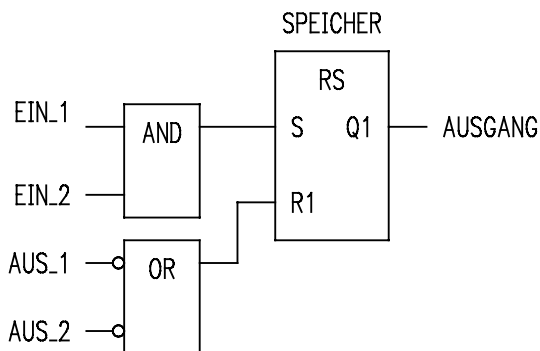 SPEICHER
RS
EIN_1
AND
S
Q1
AUSGANG
EIN_2
R1
AUS_1
OR
AUS_2